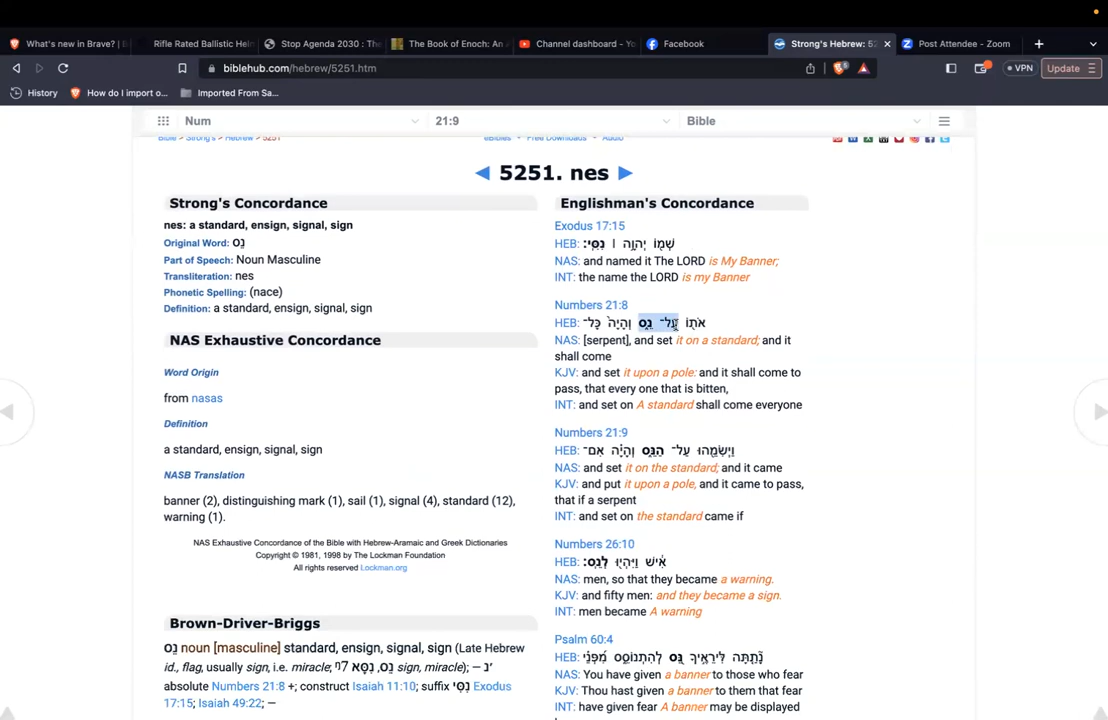 What's new in Brave? | B
Rifle Rated Ballistic Helm
Stop Agenda 2030 : The
The Book of Enoch: An A
Channel dashboard - Yo
Facebook
Strong's Hebrew: 52
Post Attendee - Zoom
biblehub.com/hebrew/5251.htm
VPN
Update
History
How do I import o...
Imported From Sa...
Num
21:9
Bible
Bible > Strong's > Hebrew > 5251
eBibles • Free Downloads • Audio
◄ 5251. nes ►
Strong's Concordance
nes: a standard, ensign, signal, sign
Original Word: נֵס
Part of Speech: Noun Masculine
Transliteration: nes
Phonetic Spelling: (nace)
Definition: a standard, ensign, signal, sign
NAS Exhaustive Concordance
Word Origin
from nasas
Definition
a standard, ensign, signal, sign
NASB Translation
banner (2), distinguishing mark (1), sail (1), signal (4), standard (12),
warning (1).
NAS Exhaustive Concordance of the Bible with Hebrew-Aramaic and Greek Dictionaries
Copyright © 1981, 1998 by The Lockman Foundation
All rights reserved Lockman.org
Brown-Driver-Briggs
נֵס noun [masculine] standard, ensign, signal, sign (Late Hebrew
id., flag, usually sign, i.e. miracle;
sign, miracle); —
absolute Numbers 21:8 +; construct Isaiah 11:10; suffix נִסִּי Exodus
17:15; Isaiah 49:22; —
Englishman's Concordance
Exodus 17:15
HEB: שְׁמ֖וֹ יְהוָ֥ה ׀ נִסִּֽי׃
NAS: and named it The LORD is My Banner;
INT: the name the LORD is my Banner
Numbers 21:8
HEB: אֹת֖וֹ עַל־ נֵ֑ס וְהָיָה֙ כָּל־
NAS: [serpent], and set it on a standard; and it
shall come
KJV: and set it upon a pole: and it shall come to
pass, that every one that is bitten,
INT: and set on A standard shall come everyone
Numbers 21:9
HEB: וַיְשִׂמֵ֖הוּ עַל־ הַנֵּ֑ס וְהָיָ֗ה אִם־
NAS: and set it on the standard; and it came
KJV: and put it upon a pole, and it came to pass,
that if a serpent
INT: and set on the standard came if
Numbers 26:10
HEB: אִ֔ישׁ וַיִּהְי֖וּ לְנֵֽס׃
NAS: men, so that they became a warning.
KJV: and fifty men: and they became a sign.
INT: men became A warning
Psalm 60:4
HEB: נָ֘תַ֤תָּה לִּירֵאֶ֣יךָ נֵּ֭ס לְהִתְנוֹסֵ֑ס מִ֝פְּנֵ֗י
NAS: You have given a banner to those who fear
KJV: Thou hast given a banner to them that fear
INT: have given fear A banner may be displayed